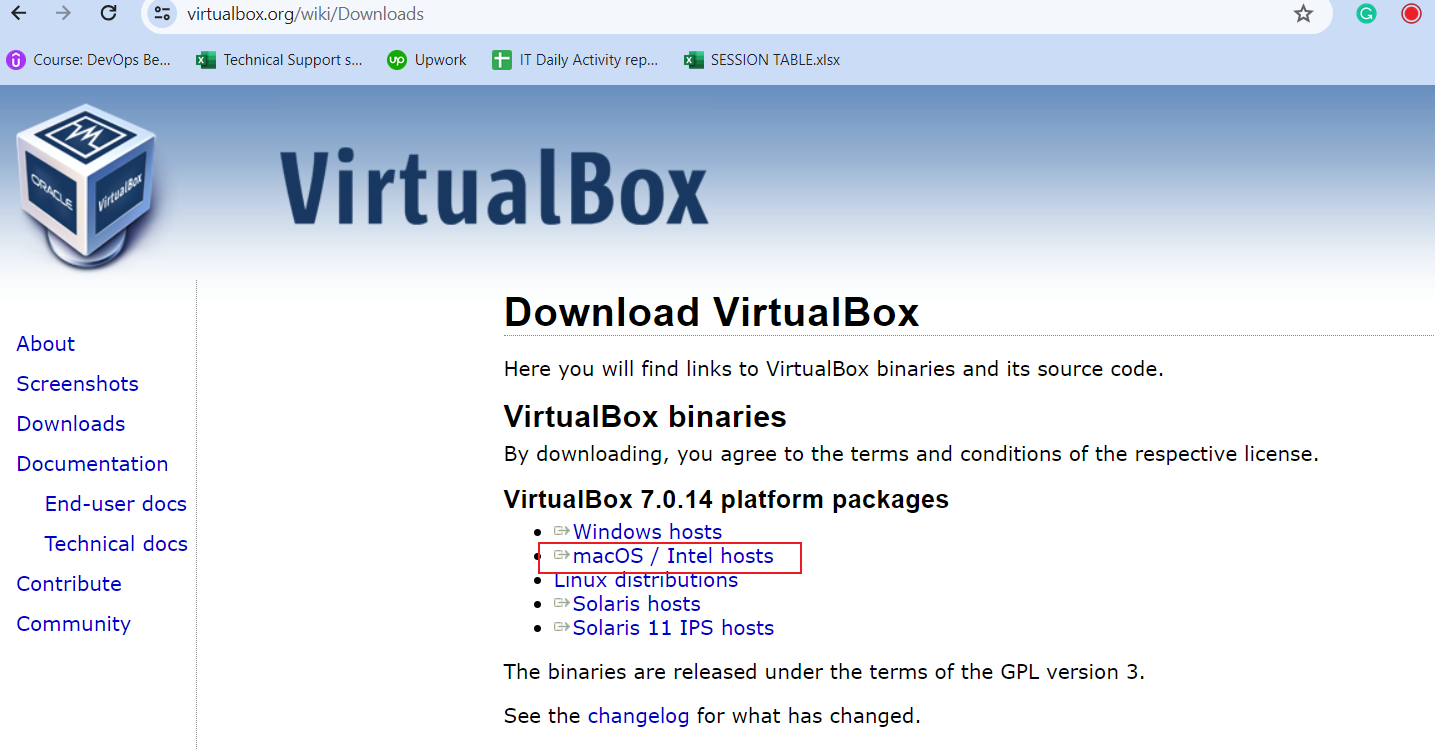 virtualbox.org/wiki/Downloads
Course: DevOps Be...
Technical Support s...
up Upwork
IT Daily Activity rep...
SESSION TABLE.xlsx
ORACLE
VirtualBox
VirtualBox
About
Screenshots
Downloads
Documentation
End-user docs
Technical docs
Contribute
Community
Download VirtualBox
Here you will find links to VirtualBox binaries and its source code.
VirtualBox binaries
By downloading, you agree to the terms and conditions of the respective license.
VirtualBox 7.0.14 platform packages
Windows hosts
macOS / Intel hosts
Linux distributions
Solaris hosts
Solaris 11 IPS hosts
The binaries are released under the terms of the GPL version 3.
See the changelog for what has changed.